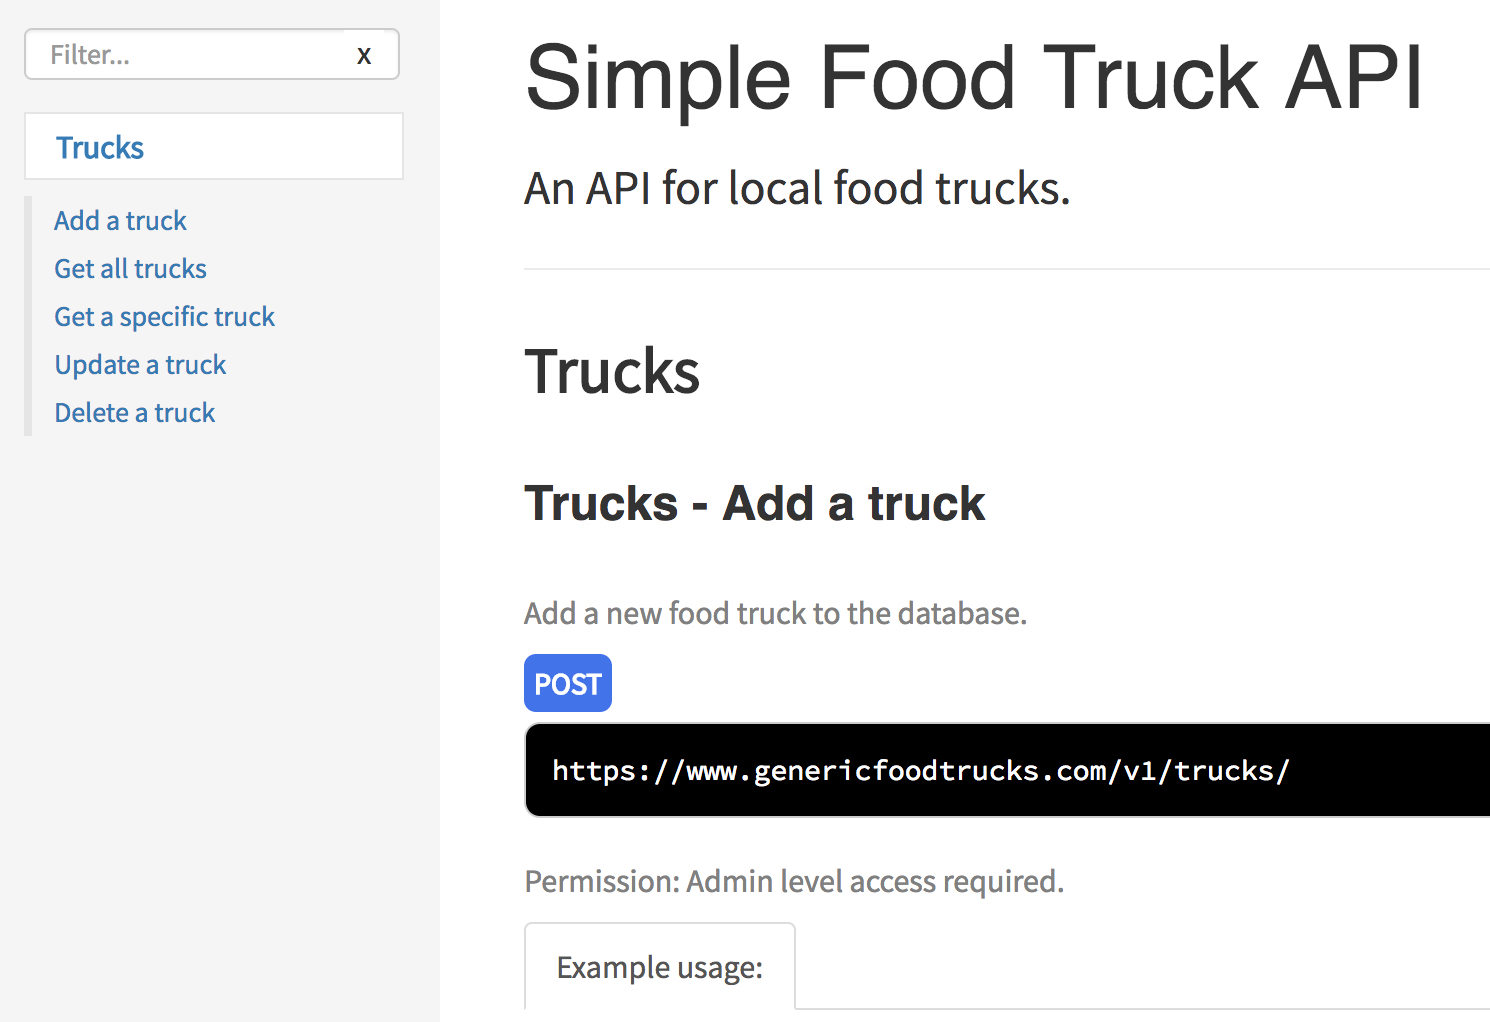 Filter...
x
Trucks
Add a truck
Get all trucks
Get a specific truck
Update a truck
Delete a truck
Simple Food Truck API
An API for local food trucks.
Trucks
Trucks - Add a truck
Add a new food truck to the database.
POST
https://www.genericfoodtrucks.com/v1/trucks/
Permission: Admin level access required.
Example usage: